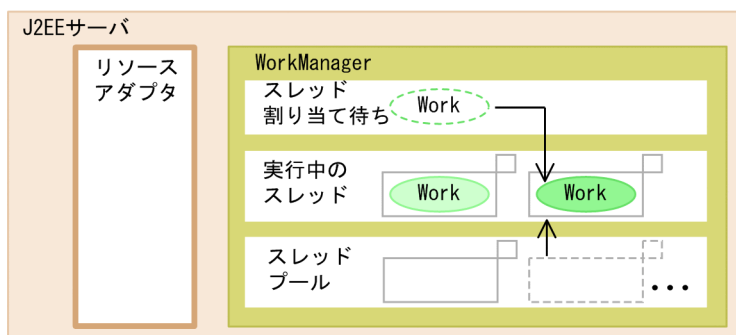 J2EEサーバ
リソース
アダプタ
WorkManager
スレッド
割り当て待ち
Work
実行中の
スレッド
Work
Work
スレッド
プール
...